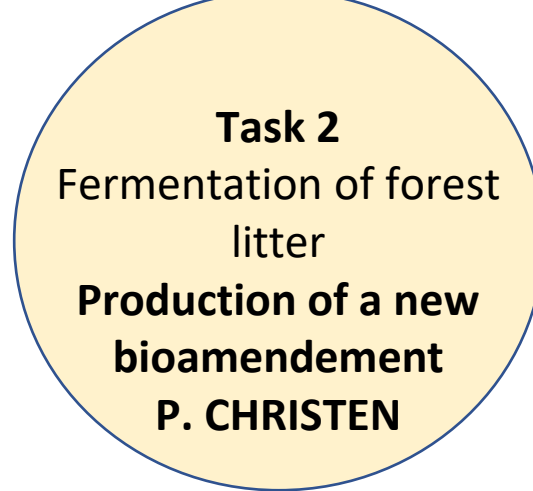 Task 2
Fermentation of forest
litter
Production of a new
bioamendement
P. CHRISTEN